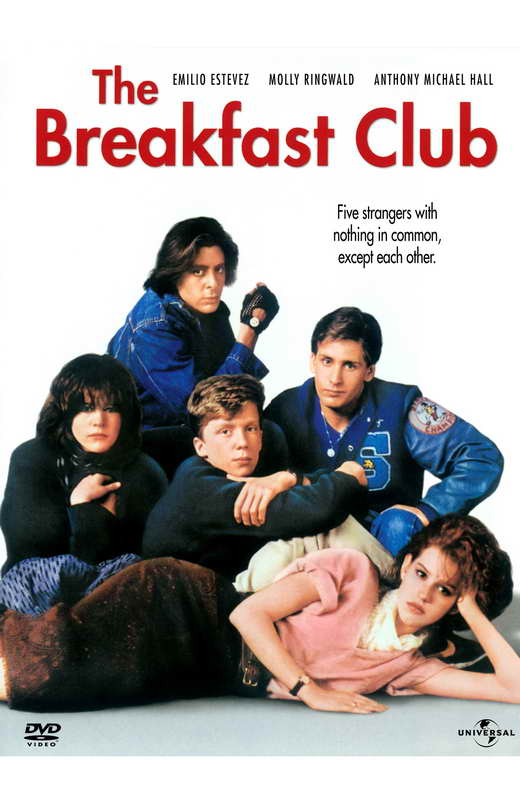 The
EMILIO ESTEVEZ MOLLY RINGWALD ANTHONY MICHAEL HALL
Breakfast Club
Five strangers with
nothing in common,
except each other.
S
CHAMPS
DVD
VIDEO
UNIVERSAL